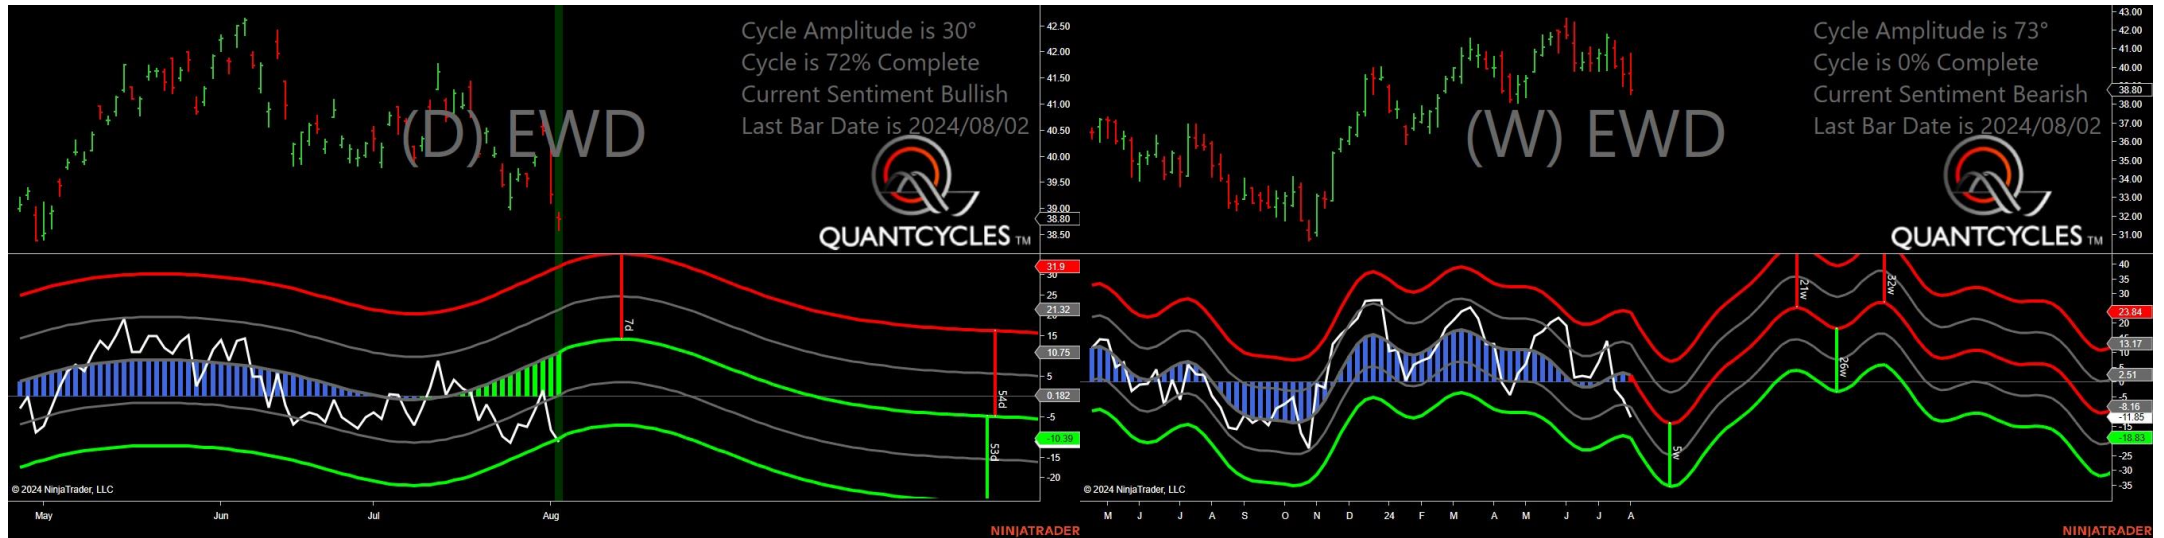 Cycle Amplitude is 30°
Cycle is 72% Complete
Current Sentiment Bullish
Last Bar Date is 2024/08/02
(D) EWD
QUANTCYCLES TM
42.50
42.00
41.50
41.00
40.50
40.00
39.50
39.00
38.80
38.50
31.9
30
25
21.32
15
10.75
5
0.182
-5
-10.39
-15
-20
7d
54d
53d
© 2024 NinjaTrader, LLC
May Jun Jul Aug
NINJATRADER
Cycle Amplitude is 73°
Cycle is 0% Complete
Current Sentiment Bearish
Last Bar Date is 2024/08/02
(W) EWD
QUANTCYCLES TM
43.00
42.00
41.00
40.00
38.80
38.00
37.00
36.00
35.00
34.00
33.00
32.00
31.00
40
35
30
23.84
20
13.17
10
2.51
-5
-8.16
-11.85
-15
-18.83
-25
-30
-35
21w
32w
26w
5w
© 2024 NinjaTrader, LLC
M J J A S O N D 24 F M A M J J A
NINJATRADER